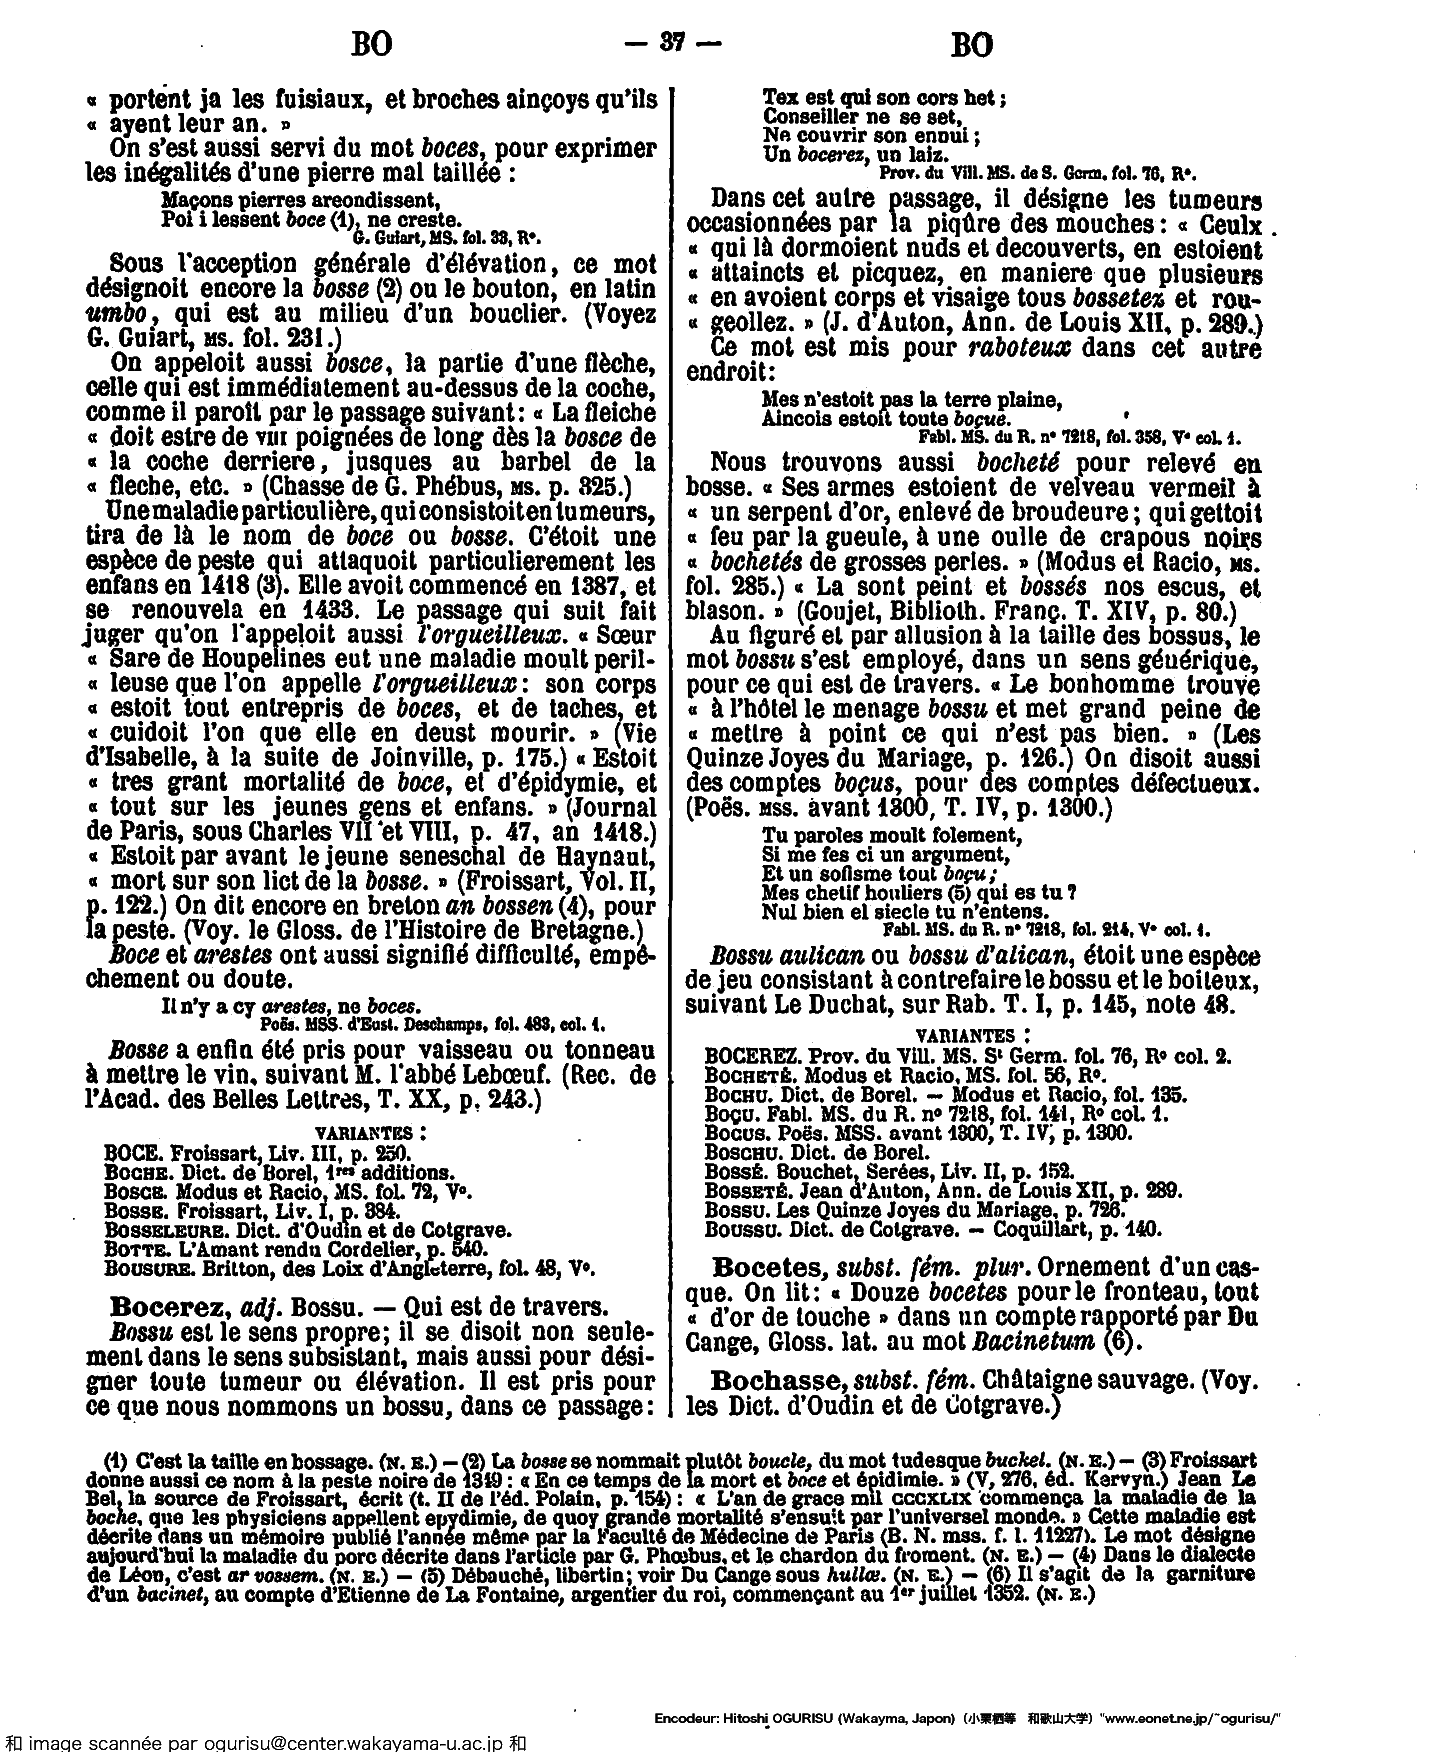 BO — 37 — BO
« portent ja les fuisiaux, et broches ainçoys qu'ils
« ayent leur an. »
On s'est aussi servi du mot boces, pour exprimer
les inégalités d'une pierre mal taillée :
Maçons pierres areondissent,
Poi i lessent boce (1), ne creste.
G. Guiart, MS. fol. 33, R°.
Sous l'acception générale d'élévation, ce mot
désignoit encore la bosse (2) ou le bouton, en latin
umbo, qui est au milieu d'un bouclier. (Voyez
G. Guiart, MS. fol. 231.)
On appeloit aussi bosce, la partie d'une flèche,
celle qui est immédiatement au-dessus de la coche,
comme il paroît par le passage suivant : « La fleiche
« doit estre de VIII poignées de long dès la bosce de
« la coche derriere, jusques au barbel de la
« fleche, etc. » (Chasse de G. Phébus, MS. p. 325.)
Une maladie particulière, qui consistoit en tumeurs,
tira de là le nom de boce ou bosse. C'étoit une
espèce de peste qui attaquoit particulierement les
enfans en 1418 (3). Elle avoit commencé en 1387, et
se renouvela en 1433. Le passage qui suit fait
juger qu'on l'appeloit aussi l'orgueilleux. « Sœur
« Sare de Houpelines eut une maladie moult peril-
« leuse que l'on appelle l'orgueilleux : son corps
« estoit tout entrepris de boces, et de taches, et
« cuidoit l'on que elle en deust mourir. » (Vie
d'Isabelle, à la suite de Joinville, p. 175.) « Estoit
« tres grant mortalité de boce, et d'épidymie, et
« tout sur les jeunes gens et enfans. » (Journal
de Paris, sous Charles VII et VIII, p. 47, an 1418.)
« Estoit par avant le jeune seneschal de Haynaut,
« mort sur son lict de la bosse. » (Froissart, Vol. II,
p. 122.) On dit encore en breton an bossen (4), pour
la peste. (Voy. le Gloss. de l'Histoire de Bretagne.)
Boce et arestes ont aussi signifié difficulté, empê-
chement ou doute.
Il n'y a cy arestes, ne boces.
Poës. MSS. d'Eust. Deschamps, fol. 483, col. 1.
Bosse a enfin été pris pour vaisseau ou tonneau
à mettre le vin, suivant M. l'abbé Lebœuf. (Rec. de
l'Acad. des Belles Lettres, T. XX, p. 243.)
VARIANTES :
BOCE. Froissart, Liv. III, p. 250.
BOCHE. Dict. de Borel, 1res additions.
BOSCE. Modus et Racio, MS. fol. 72, V°.
BOSSE. Froissart, Liv. I, p. 384.
BOSSELEURE. Dict. d'Oudin et de Cotgrave.
BOTTE. L'Amant rendu Cordelier, p. 540.
BOUSURE. Britton, des Loix d'Angleterre, fol. 48, V°.
Bocerez, adj. Bossu. — Qui est de travers.
Bossu est le sens propre ; il se disoit non seule-
ment dans le sens subsistant, mais aussi pour dési-
gner toute tumeur ou élévation. Il est pris pour
ce que nous nommons un bossu, dans ce passage :
Tex est qui son cors het ;
Conseiller ne se set,
Ne couvrir son ennui ;
Un bocerez, un laiz.
Prov. du Vill. MS. de S. Germ. fol. 76, R°.
Dans cet autre passage, il désigne les tumeurs
occasionnées par la piqûre des mouches : « Ceulx
« qui là dormoient nuds et decouverts, en estoient
« attaincts et picquez, en maniere que plusieurs
« en avoient corps et visaige tous bossetez et rou-
« geollez. » (J. d'Auton, Ann. de Louis XII, p. 289.)
Ce mot est mis pour raboteux dans cet autre
endroit :
Mes n'estoit pas la terre plaine,
Aincois estoit toute boçue.
Fabl. MS. du R. n° 7218, fol. 358, V° col. 1.
Nous trouvons aussi bocheté pour relevé en
bosse. « Ses armes estoient de velveau vermeil à
« un serpent d'or, enlevé de broudeure ; qui gettoit
« feu par la gueule, à une oulle de crapous noirs
« bochetés de grosses perles. » (Modus et Racio, MS.
fol. 285.) « La sont peint et bossés nos escus, et
blason. » (Goujet, Biblioth. Franç. T. XIV, p. 80.)
Au figuré et par allusion à la taille des bossus, le
mot bossu s'est employé, dans un sens générique,
pour ce qui est de travers. « Le bonhomme trouve
« à l'hôtel le menage bossu et met grand peine de
« mettre à point ce qui n'est pas bien. » (Les
Quinze Joyes du Mariage, p. 126.) On disoit aussi
des comptes boçus, pour des comptes défectueux.
(Poës. MSS. avant 1300, T. IV, p. 1300.)
Tu paroles moult folement,
Si me fes ci un argument,
Et un sofisme tout boçu ;
Mes chetif houliers (5) qui es tu ?
Nul bien el siecle tu n'entens.
Fabl. MS. du R. n° 7218, fol. 214, V° col. 1.
Bossu aulican ou bossu d'alican, étoit une espèce
de jeu consistant à contrefaire le bossu et le boiteux,
suivant Le Duchat, sur Rab. T. I, p. 145, note 48.
VARIANTES :
BOCEREZ. Prov. du Vill. MS. St Germ. fol. 76, R° col. 2.
BOCHETÉ. Modus et Racio, MS. fol. 56, R°.
BOCHU. Dict. de Borel. — Modus et Racio, fol. 135.
BOÇU. Fabl. MS. du R. n° 7218, fol. 141, R° col. 1.
BOCUS. Poës. MSS. avant 1300, T. IV, p. 1300.
BOSCHU. Dict. de Borel.
BOSSÉ. Bouchet, Serées, Liv. II, p. 152.
BOSSETÉ. Jean d'Auton, Ann. de Louis XII, p. 289.
BOSSU. Les Quinze Joyes du Mariage, p. 726.
BOUSSU. Dict. de Cotgrave. — Coquillart, p. 140.
Bocetes, subst. fém. plur. Ornement d'un cas-
que. On lit : « Douze bocetes pour le fronteau, tout
« d'or de touche » dans un compte rapporté par Du
Cange, Gloss. lat. au mot Bacinetum (6).
Bochasse, subst. fém. Châtaigne sauvage. (Voy.
les Dict. d'Oudin et de Cotgrave.)
(1) C'est la taille en bossage. (N. E.) — (2) La bosse se nommait plutôt boucle, du mot tudesque buckel. (N. E.) — (3) Froissart
donne aussi ce nom à la peste noire de 1349 : « En ce temps de la mort et boce et épidimie. » (V, 276, éd. Kervyn.) Jean Le
Bel, la source de Froissart, écrit (t. II de l'éd. Polain, p. 154) : « L'an de grace mil CCCXLIX commença la maladie de la
boche, que les physiciens appellent epydimie, de quoy grande mortalité s'ensuit par l'universel monde. » Cette maladie est
décrite dans un mémoire publié l'année même par la Faculté de Médecine de Paris (B. N. mss. f. l. 11227). Le mot désigne
aujourd'hui la maladie du porc décrite dans l'article par G. Phœbus, et le chardon du froment. (N. E.) — (4) Dans le dialecte
de Léon, c'est ar vossem. (N. E.) — (5) Débauché, libertin ; voir Du Cange sous hullæ. (N. E.) — (6) Il s'agit de la garniture
d'un bacinet, au compte d'Etienne de La Fontaine, argentier du roi, commençant au 1er juillet 1352. (N. E.)
Encodeur: Hitoshi OGURISU (Wakayma, Japon) (小栗栖等 和歌山大学) "www.eonet.ne.jp/~ogurisu/"
和 image scannée par ogurisu@center.wakayama-u.ac.jp 和